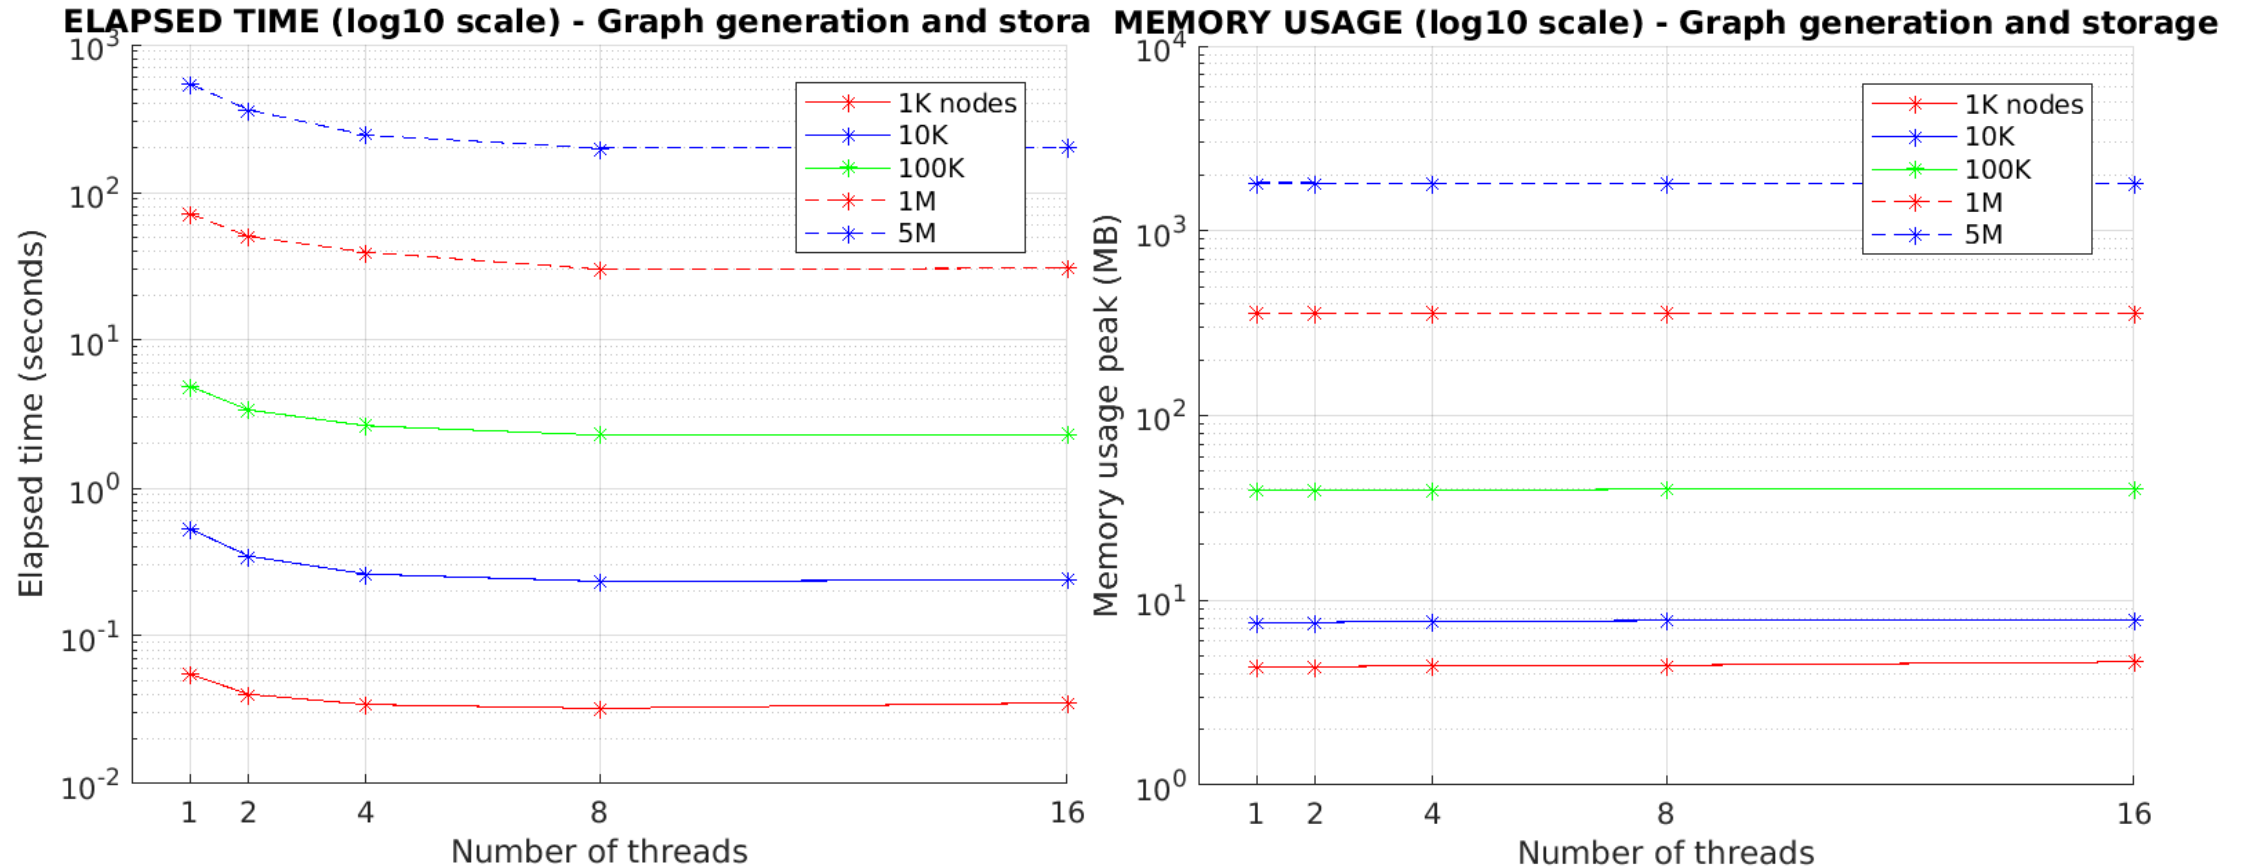 ELAPSED TIME (log10 scale) - Graph generation and stora
10^3
10^2
10^1
10^0
10^-1
10^-2
Elapsed time (seconds)
1K nodes
10K
100K
1M
5M
1 2 4 8 16
Number of threads
MEMORY USAGE (log10 scale) - Graph generation and storage
10^4
10^3
10^2
10^1
10^0
Memory usage peak (MB)
1K nodes
10K
100K
1M
5M
1 2 4 8 16
Number of threads